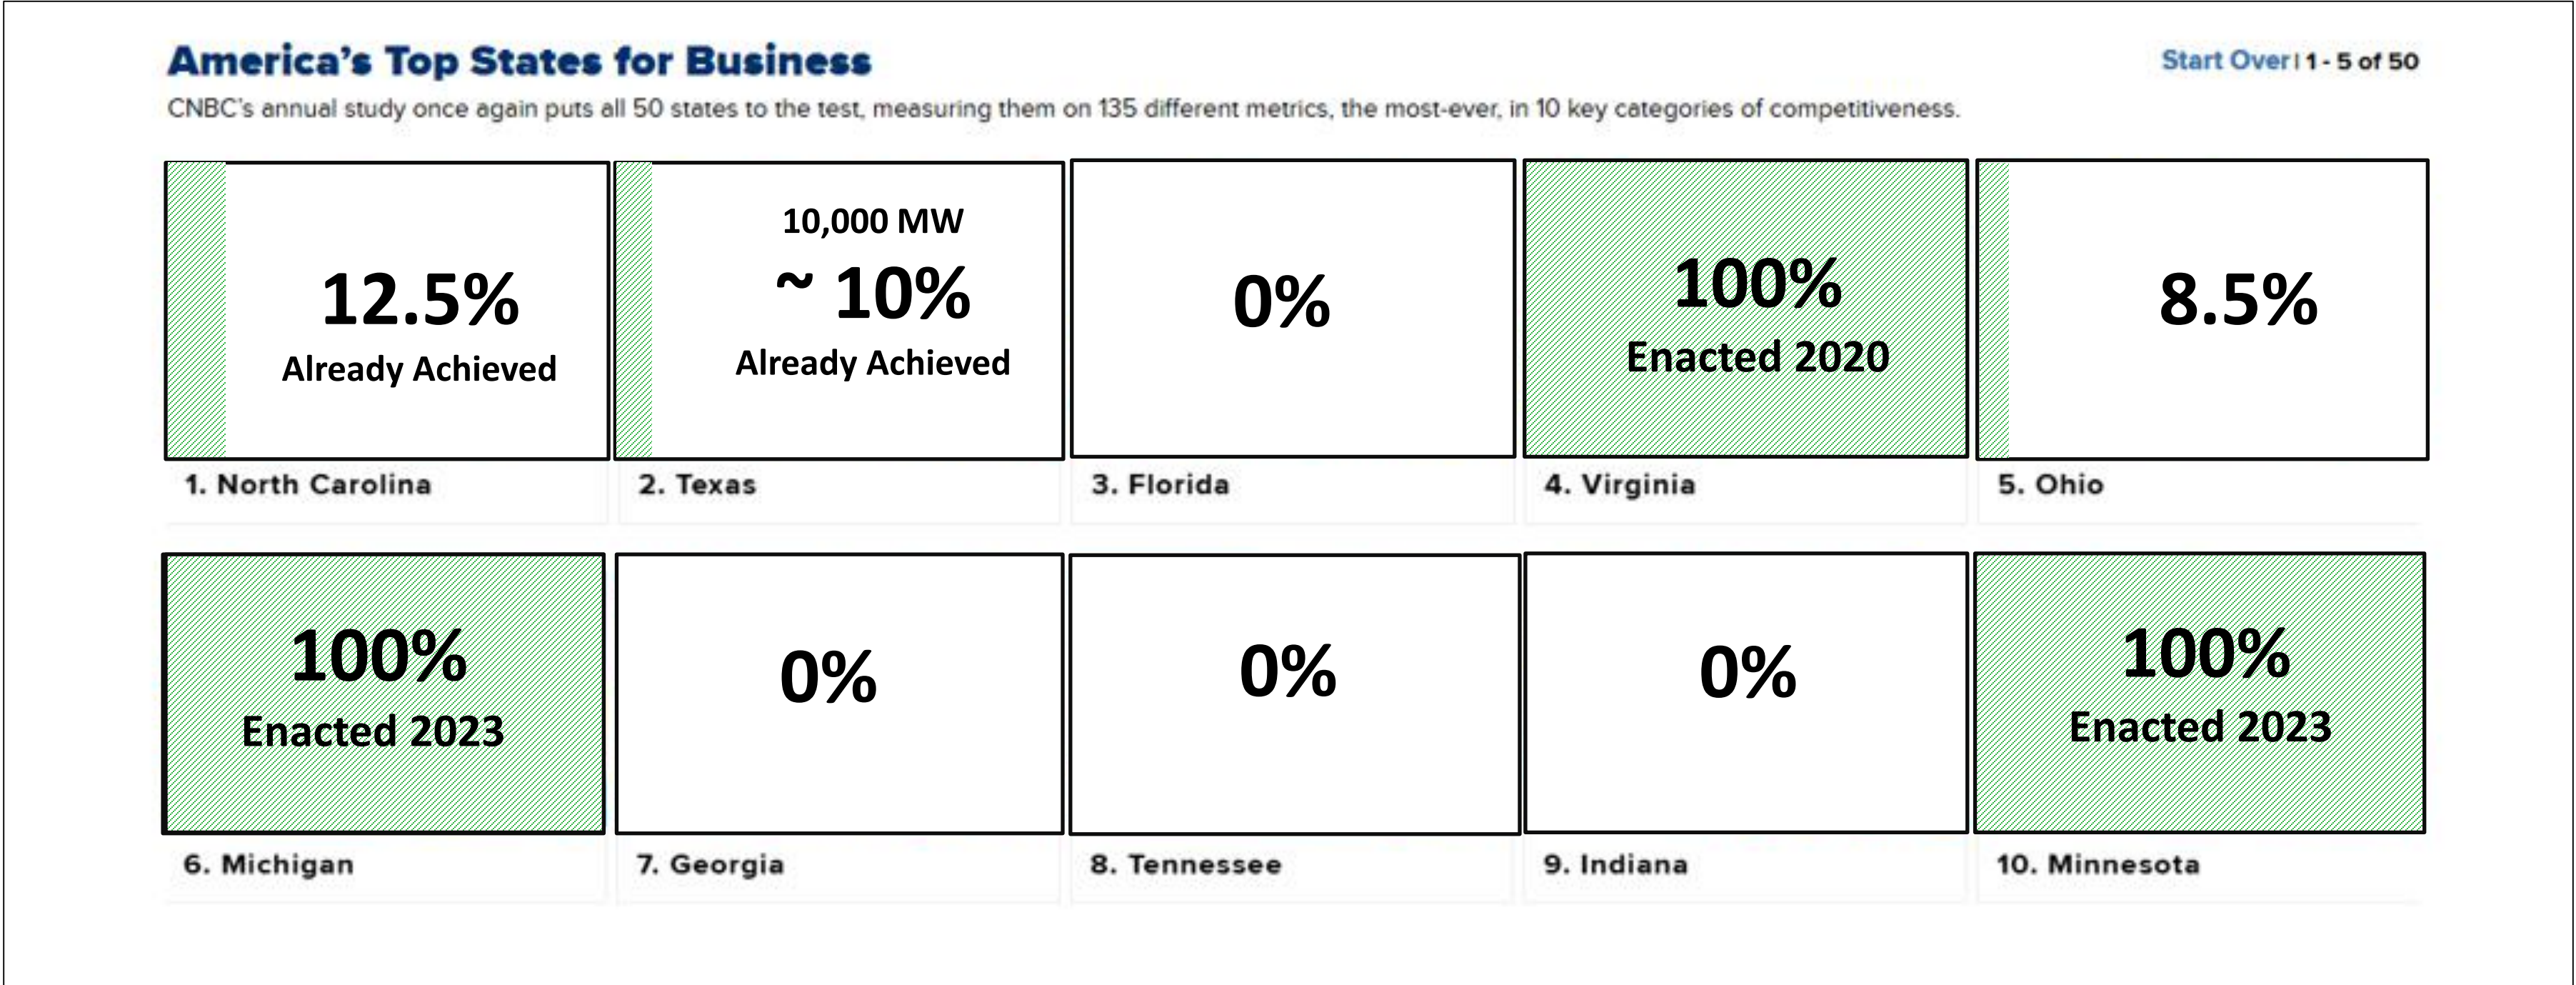 America's Top States for Business
Start Over | 1 - 5 of 50
CNBC's annual study once again puts all 50 states to the test, measuring them on 135 different metrics, the most-ever, in 10 key categories of competitiveness.
12.5%
Already Achieved
1. North Carolina
10,000 MW
~ 10%
Already Achieved
2. Texas
0%
3. Florida
100%
Enacted 2020
4. Virginia
8.5%
5. Ohio
100%
Enacted 2023
6. Michigan
0%
7. Georgia
0%
8. Tennessee
0%
9. Indiana
100%
Enacted 2023
10. Minnesota